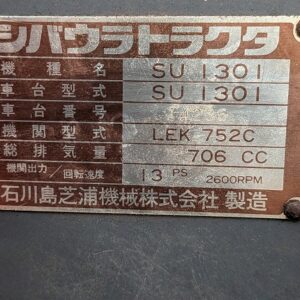 シバウラトラクタ
機種名 SU 1301
車台型式 SU 1301
車台番号
機関型式 LEK 752C
総排気量 706 CC
機関出力/回転速度 13 PS 2600RPM
石川島芝浦機械株式会社 製造